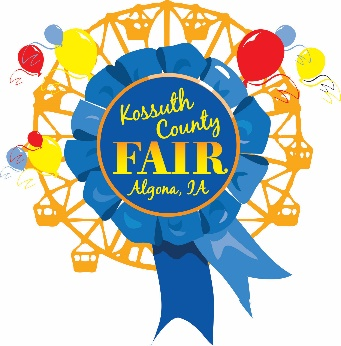 Kossuth
County
FAIR
Algona, IA